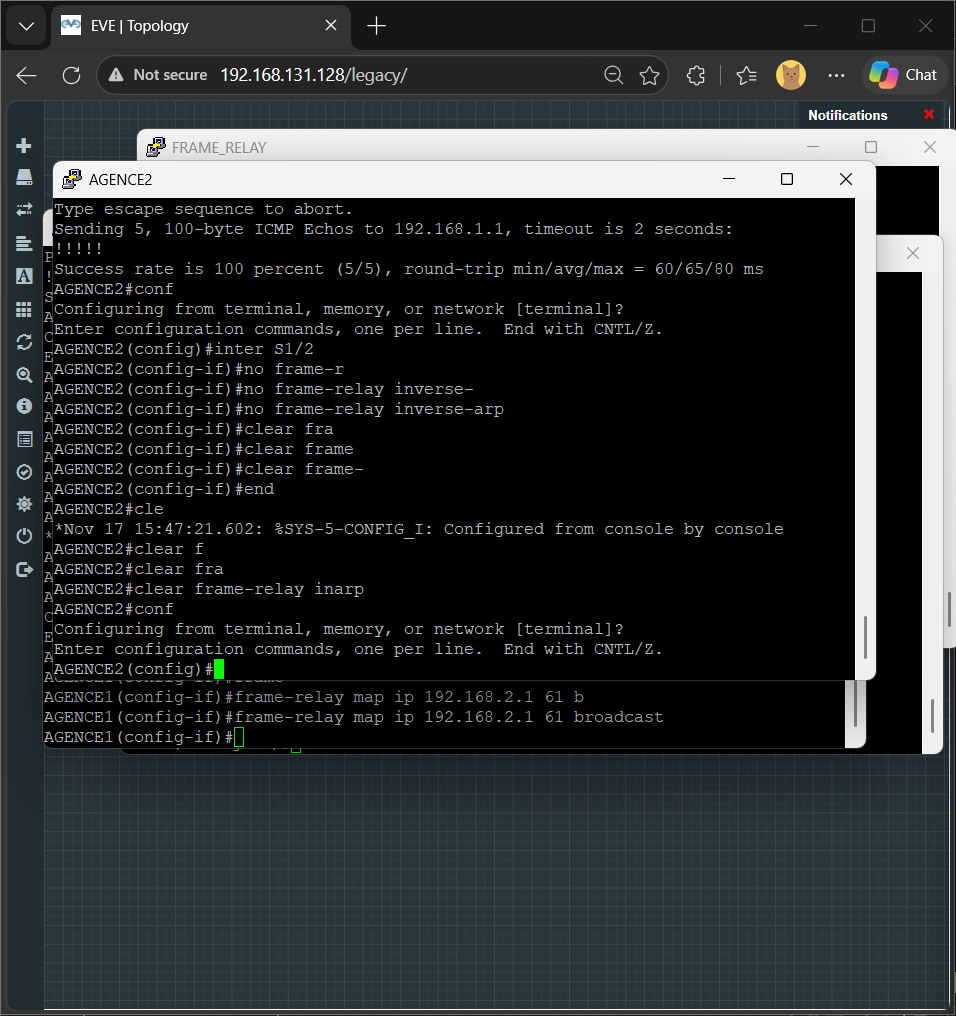 EVE | Topology
Not secure 192.168.131.128/legacy/
Chat
Notifications
FRAME_RELAY
AGENCE2
Type escape sequence to abort.
Sending 5, 100-byte ICMP Echos to 192.168.1.1, timeout is 2 seconds:
!!!!!
Success rate is 100 percent (5/5), round-trip min/avg/max = 60/65/80 ms
AGENCE2#conf
Configuring from terminal, memory, or network [terminal]?
Enter configuration commands, one per line.  End with CNTL/Z.
AGENCE2(config)#inter S1/2
AGENCE2(config-if)#no frame-r
AGENCE2(config-if)#no frame-relay inverse-
AGENCE2(config-if)#no frame-relay inverse-arp
AGENCE2(config-if)#clear fra
AGENCE2(config-if)#clear frame
AGENCE2(config-if)#clear frame-
AGENCE2(config-if)#end
AGENCE2#cle
*Nov 17 15:47:21.602: %SYS-5-CONFIG_I: Configured from console by console
AGENCE2#clear f
AGENCE2#clear fra
AGENCE2#clear frame-relay inarp
AGENCE2#conf
Configuring from terminal, memory, or network [terminal]?
Enter configuration commands, one per line.  End with CNTL/Z.
AGENCE2(config)#
AGENCE1(config-if)#frame-relay map ip 192.168.2.1 61 b
AGENCE1(config-if)#frame-relay map ip 192.168.2.1 61 broadcast
AGENCE1(config-if)#